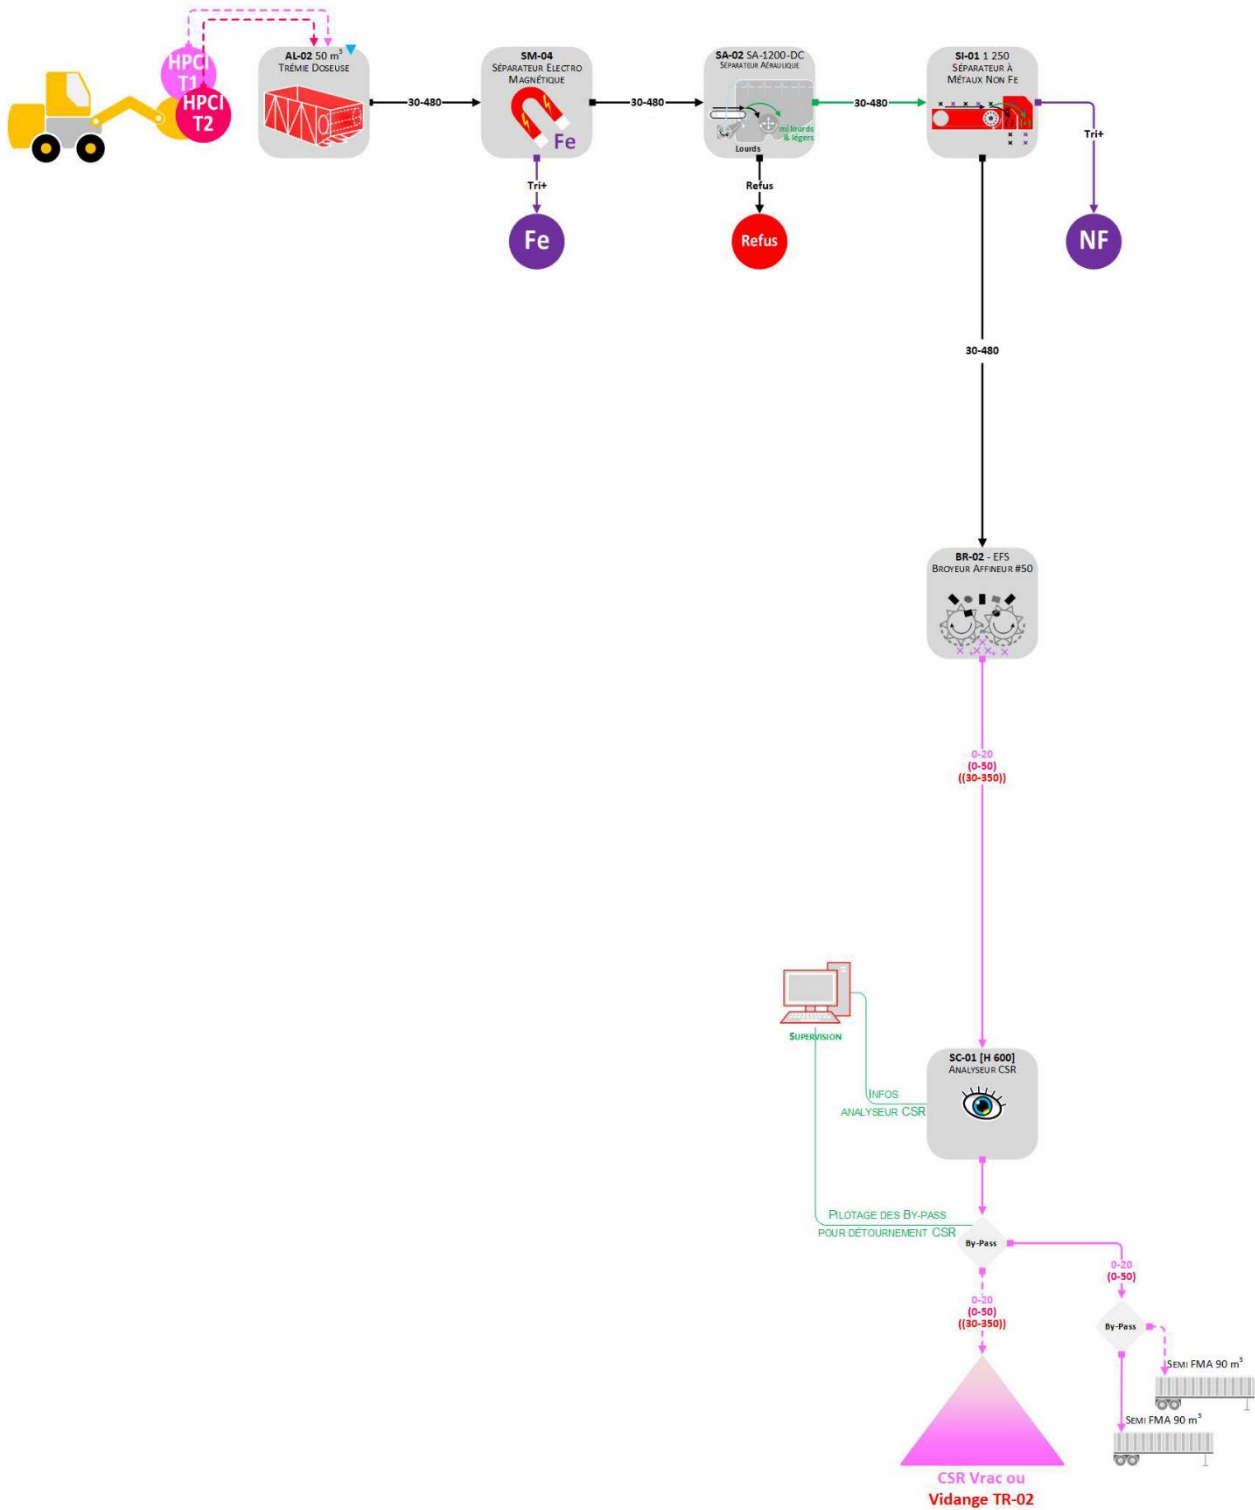 HPCI
T1
HPCI
T2
AL-02 50 m³
TRÉMIE DOSEUSE
30-480
SM-04
SÉPARATEUR ELECTRO
MAGNÉTIQUE
Fe
30-480
SA-02 SA-1200-DC
SÉPARATEUR AÉRAULIQUE
mi lourds
& légers
Lourds
30-480
SI-01 1 250
SÉPARATEUR À
MÉTAUX NON FE
Tri+
Tri+
Refus
Fe
Refus
NF
30-480
BR-02 - EFS
BROYEUR AFFINEUR #50
0-20
(0-50)
((30-350))
SUPERVISION
SC-01 [H 600]
ANALYSEUR CSR
INFOS
ANALYSEUR CSR
PILOTAGE DES BY-PASS
POUR DÉTOURNEMENT CSR
By-Pass
0-20
(0-50)
0-20
(0-50)
((30-350))
By-Pass
SEMI FMA 90 m³
SEMI FMA 90 m³
CSR Vrac ou
Vidange TR-02